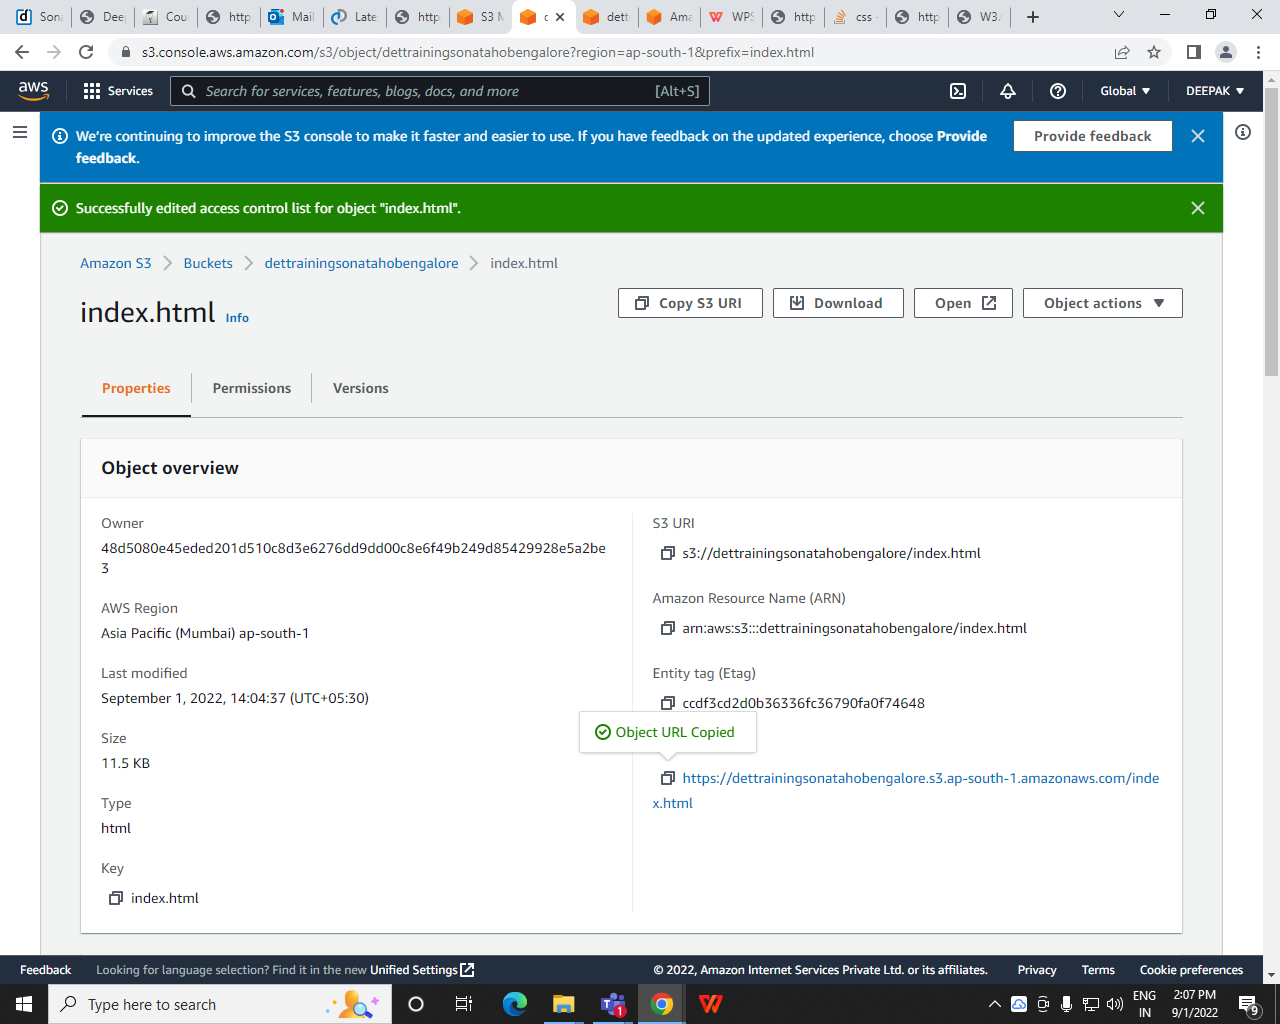 Sona
Deep
Cou
http
Mail
Late
http
S3 M
c
dett
Ama
WPS
http
css
http
W3.
s3.console.aws.amazon.com/s3/object/dettrainingsonatahobengalore?region=ap-south-1&prefix=index.html
aws
Services
Search for services, features, blogs, docs, and more
[Alt+S]
Global
DEEPAK
We're continuing to improve the S3 console to make it faster and easier to use. If you have feedback on the updated experience, choose Provide
feedback.
Provide feedback
Successfully edited access control list for object "index.html".
Amazon S3
Buckets
dettrainingsonatahobengalore
index.html
index.html
Info
Copy S3 URI
Download
Open
Object actions
Properties
Permissions
Versions
Object overview
Owner
48d5080e45eded201d510c8d3e6276dd9dd00c8e6f49b249d85429928e5a2be
3
AWS Region
Asia Pacific (Mumbai) ap-south-1
Last modified
September 1, 2022, 14:04:37 (UTC+05:30)
Size
11.5 KB
Type
html
Key
index.html
S3 URI
s3://dettrainingsonatahobengalore/index.html
Amazon Resource Name (ARN)
arn:aws:s3:::dettrainingsonatahobengalore/index.html
Entity tag (Etag)
ccdf3cd2d0b36336fc36790fa0f74648
Object URL Copied
https://dettrainingsonatahobengalore.s3.ap-south-1.amazonaws.com/inde
x.html
Feedback
Looking for language selection? Find it in the new Unified Settings
© 2022, Amazon Internet Services Private Ltd. or its affiliates.
Privacy
Terms
Cookie preferences
Type here to search
1
ENG
IN
2:07 PM
9/1/2022
9